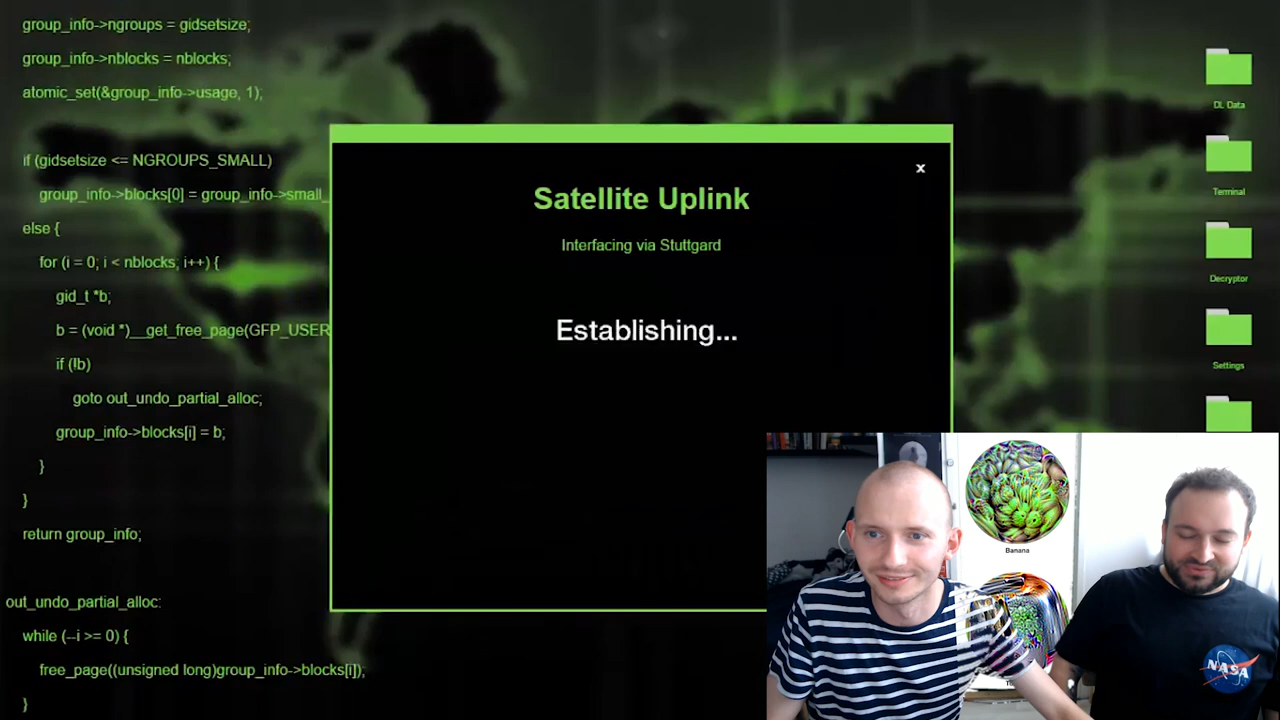 group_info->ngroups = gidsetsize;
group_info->nblocks = nblocks;
atomic_set(&group_info->usage, 1);
if (gidsetsize <= NGROUPS_SMALL)
group_info->blocks[0] = group_info->small_
else {
for (i = 0; i < nblocks; i++) {
gid_t *b;
b = (void *)__get_free_page(GFP_USER
if (!b)
goto out_undo_partial_alloc;
group_info->blocks[i] = b;
}
}
return group_info;
out_undo_partial_alloc:
while (--i >= 0) {
free_page((unsigned long)group_info->blocks[i]);
}
x
Satellite Uplink
Interfacing via Stuttgard
Establishing...
DL Data
Terminal
Decryptor
Settings
Banana
NASA